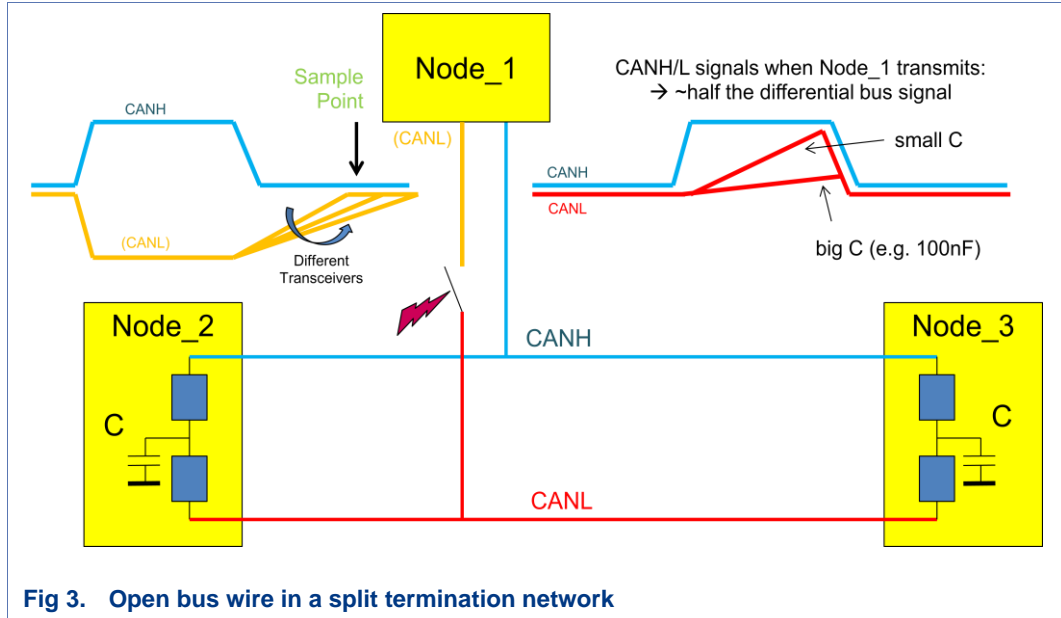 Node_1
Sample
Point
CANH
(CANL)
Different
Transceivers
(CANL)
CANH/L signals when Node_1 transmits:
→ ~half the differential bus signal
small C
CANH
CANL
big C (e.g. 100nF)
Node_2
C
CANH
CANL
Node_3
C
Fig 3. Open bus wire in a split termination network